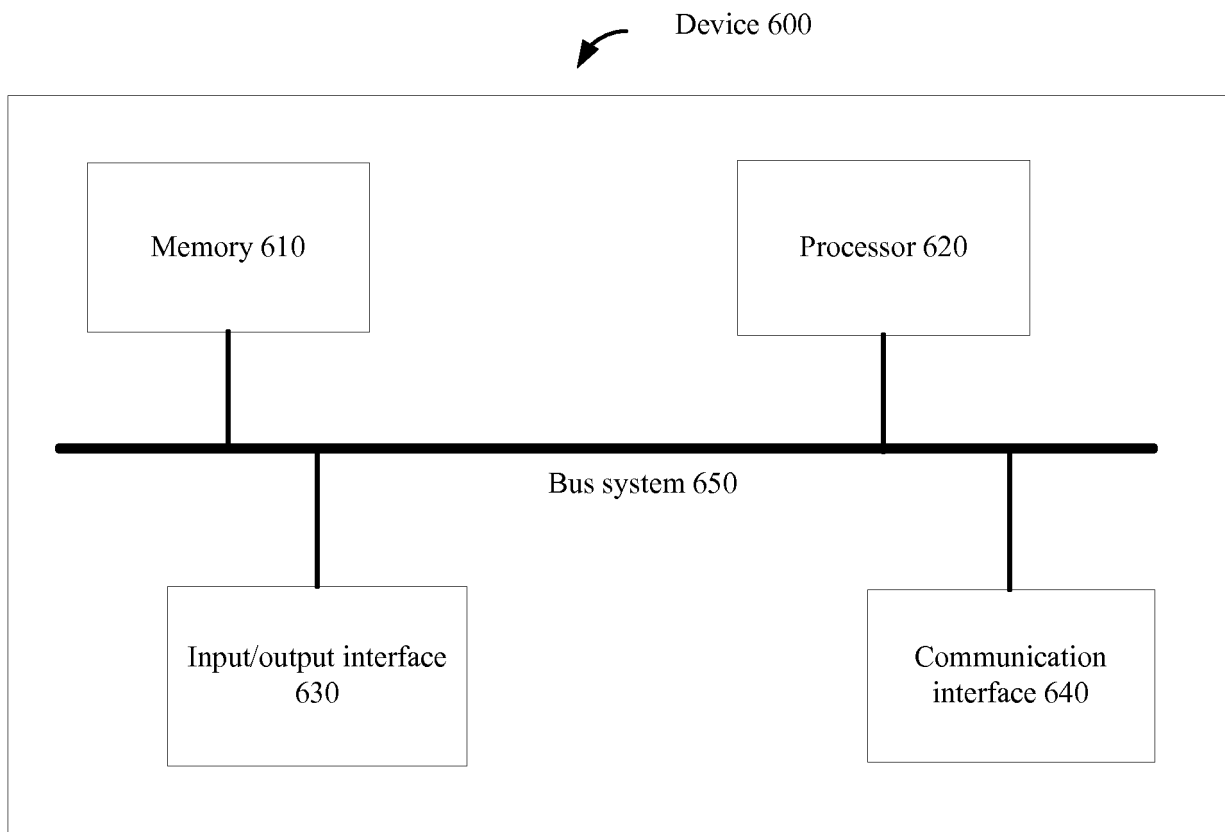 Device 600
Memory 610
Processor 620
Bus system 650
Input/output interface
630
Communication
interface 640